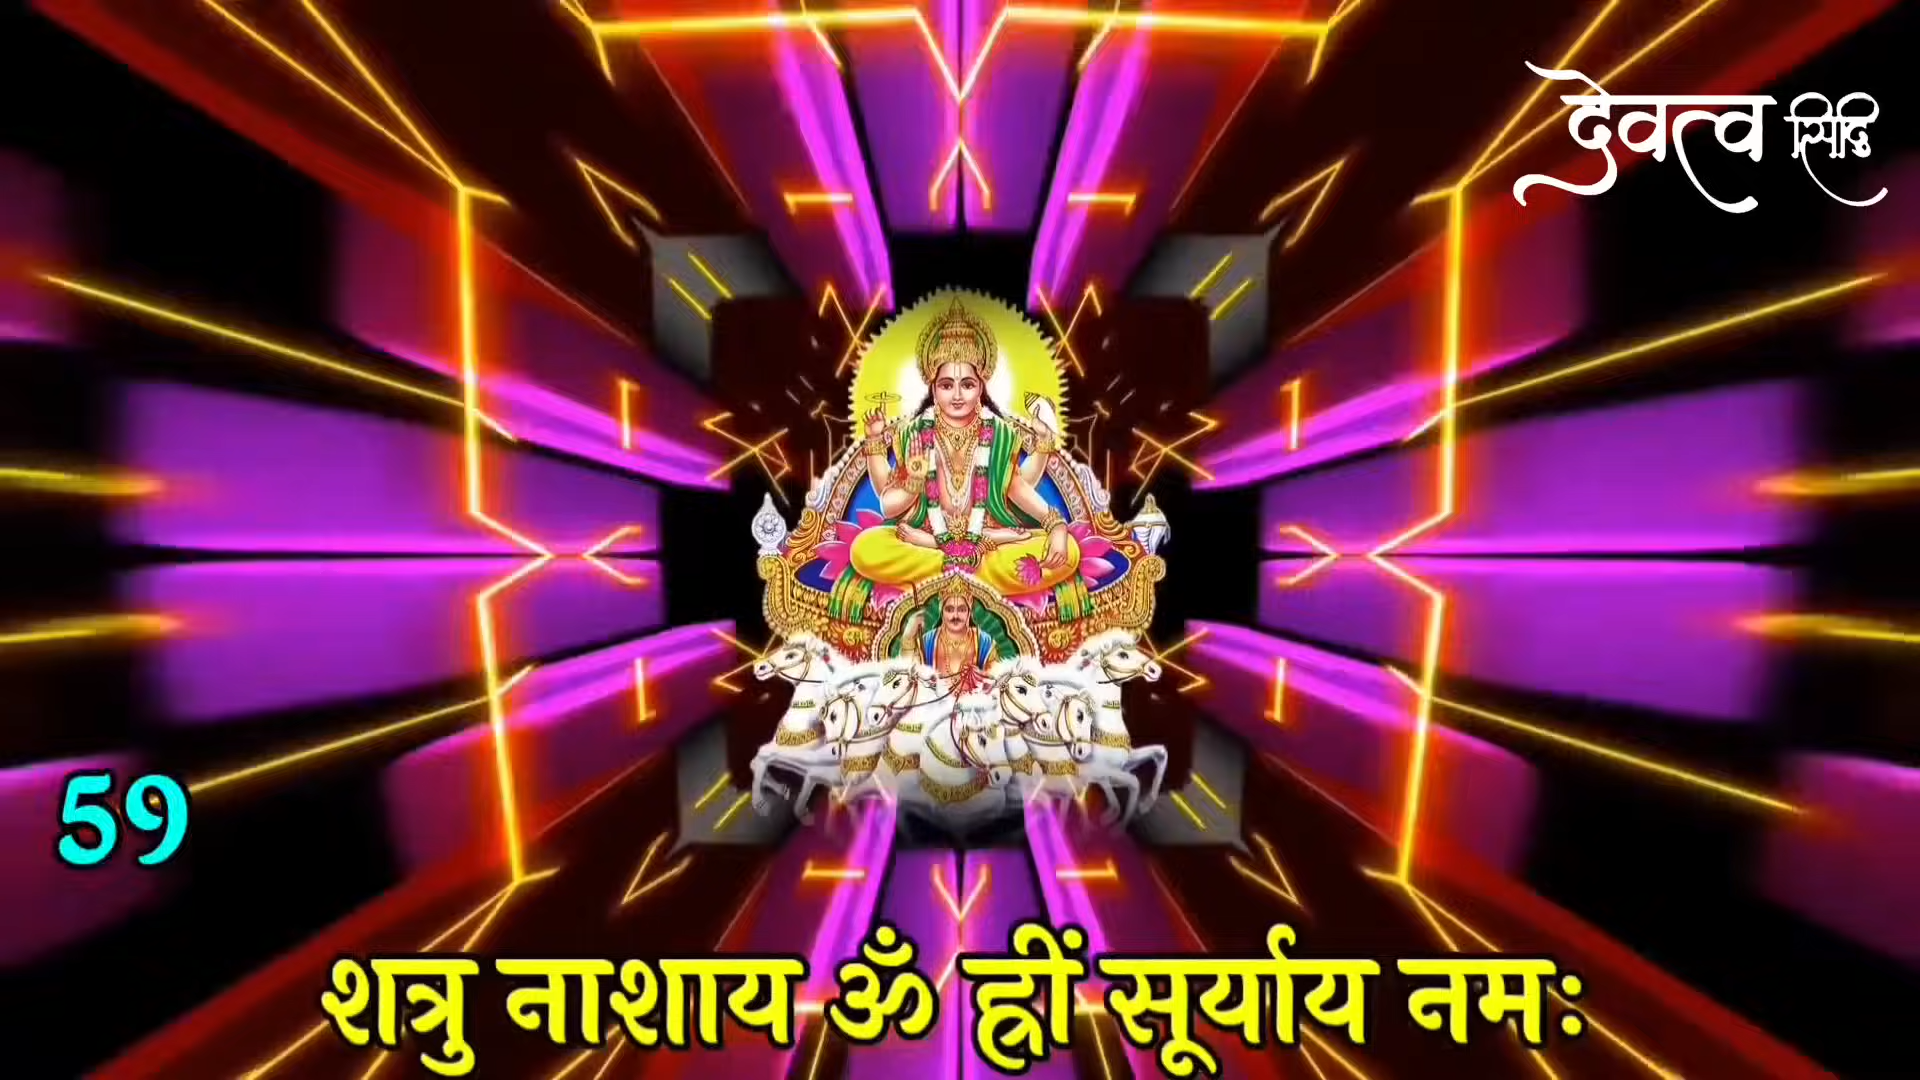 देवत्व सिद्धि
59
शत्रु नाशाय ॐ ह्रीं सूर्याय नमः